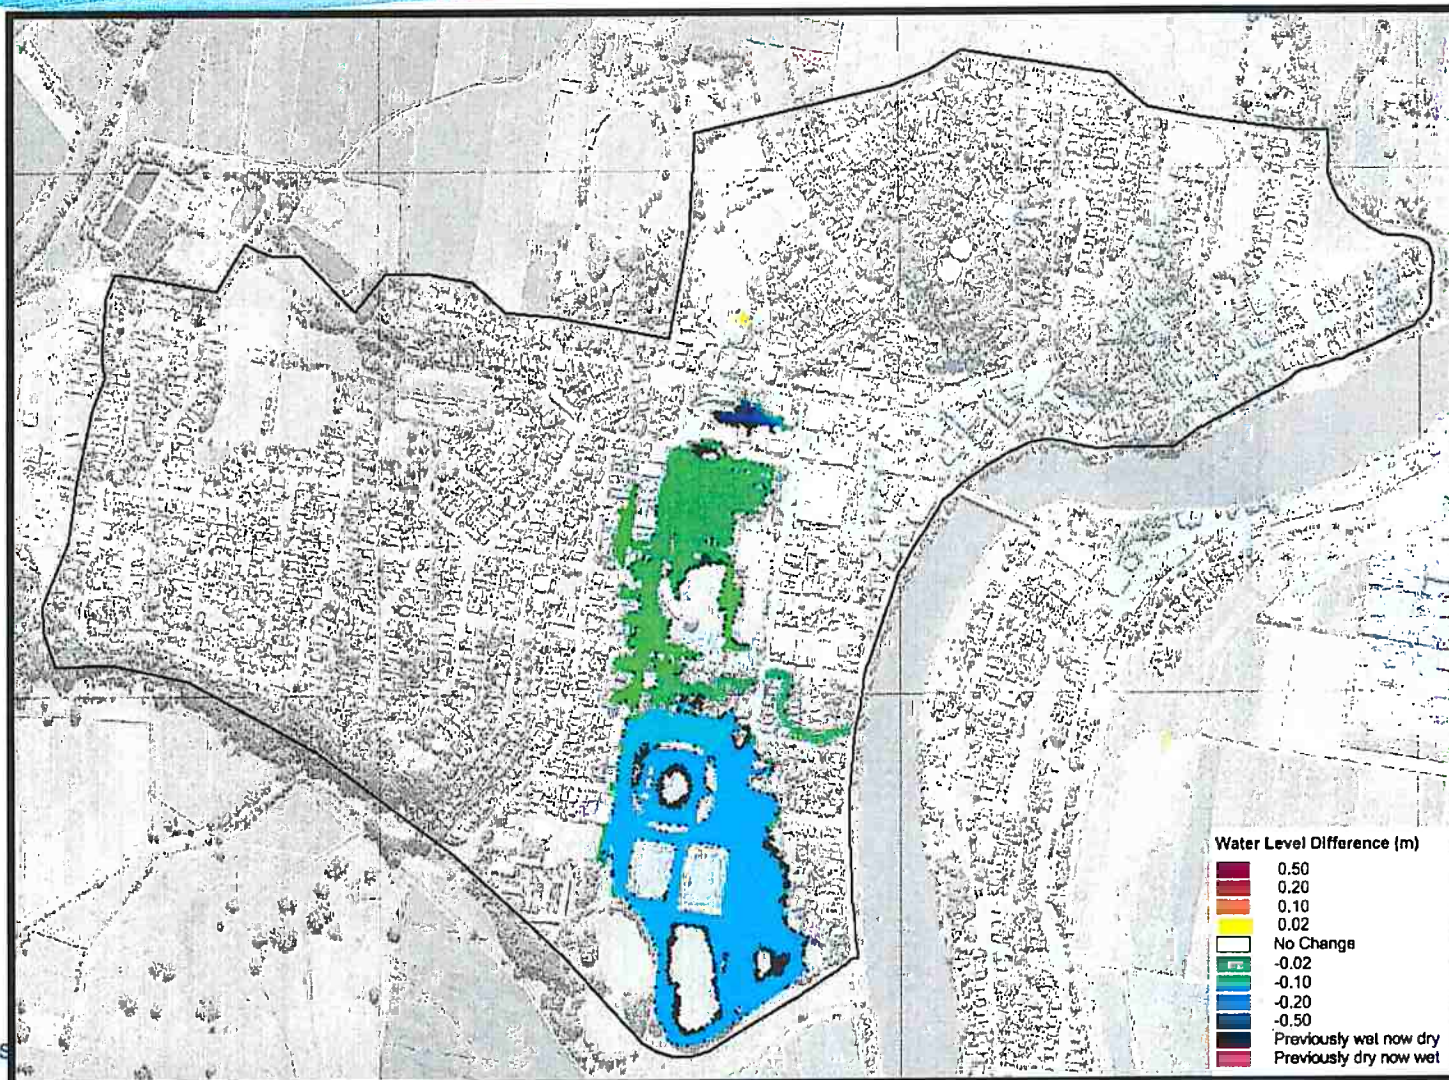 Water Level Difference (m)
0.50
0.20
0.10
0.02
No Change
-0.02
-0.10
-0.20
-0.50
Previously wet now dry
Previously dry now wet
s